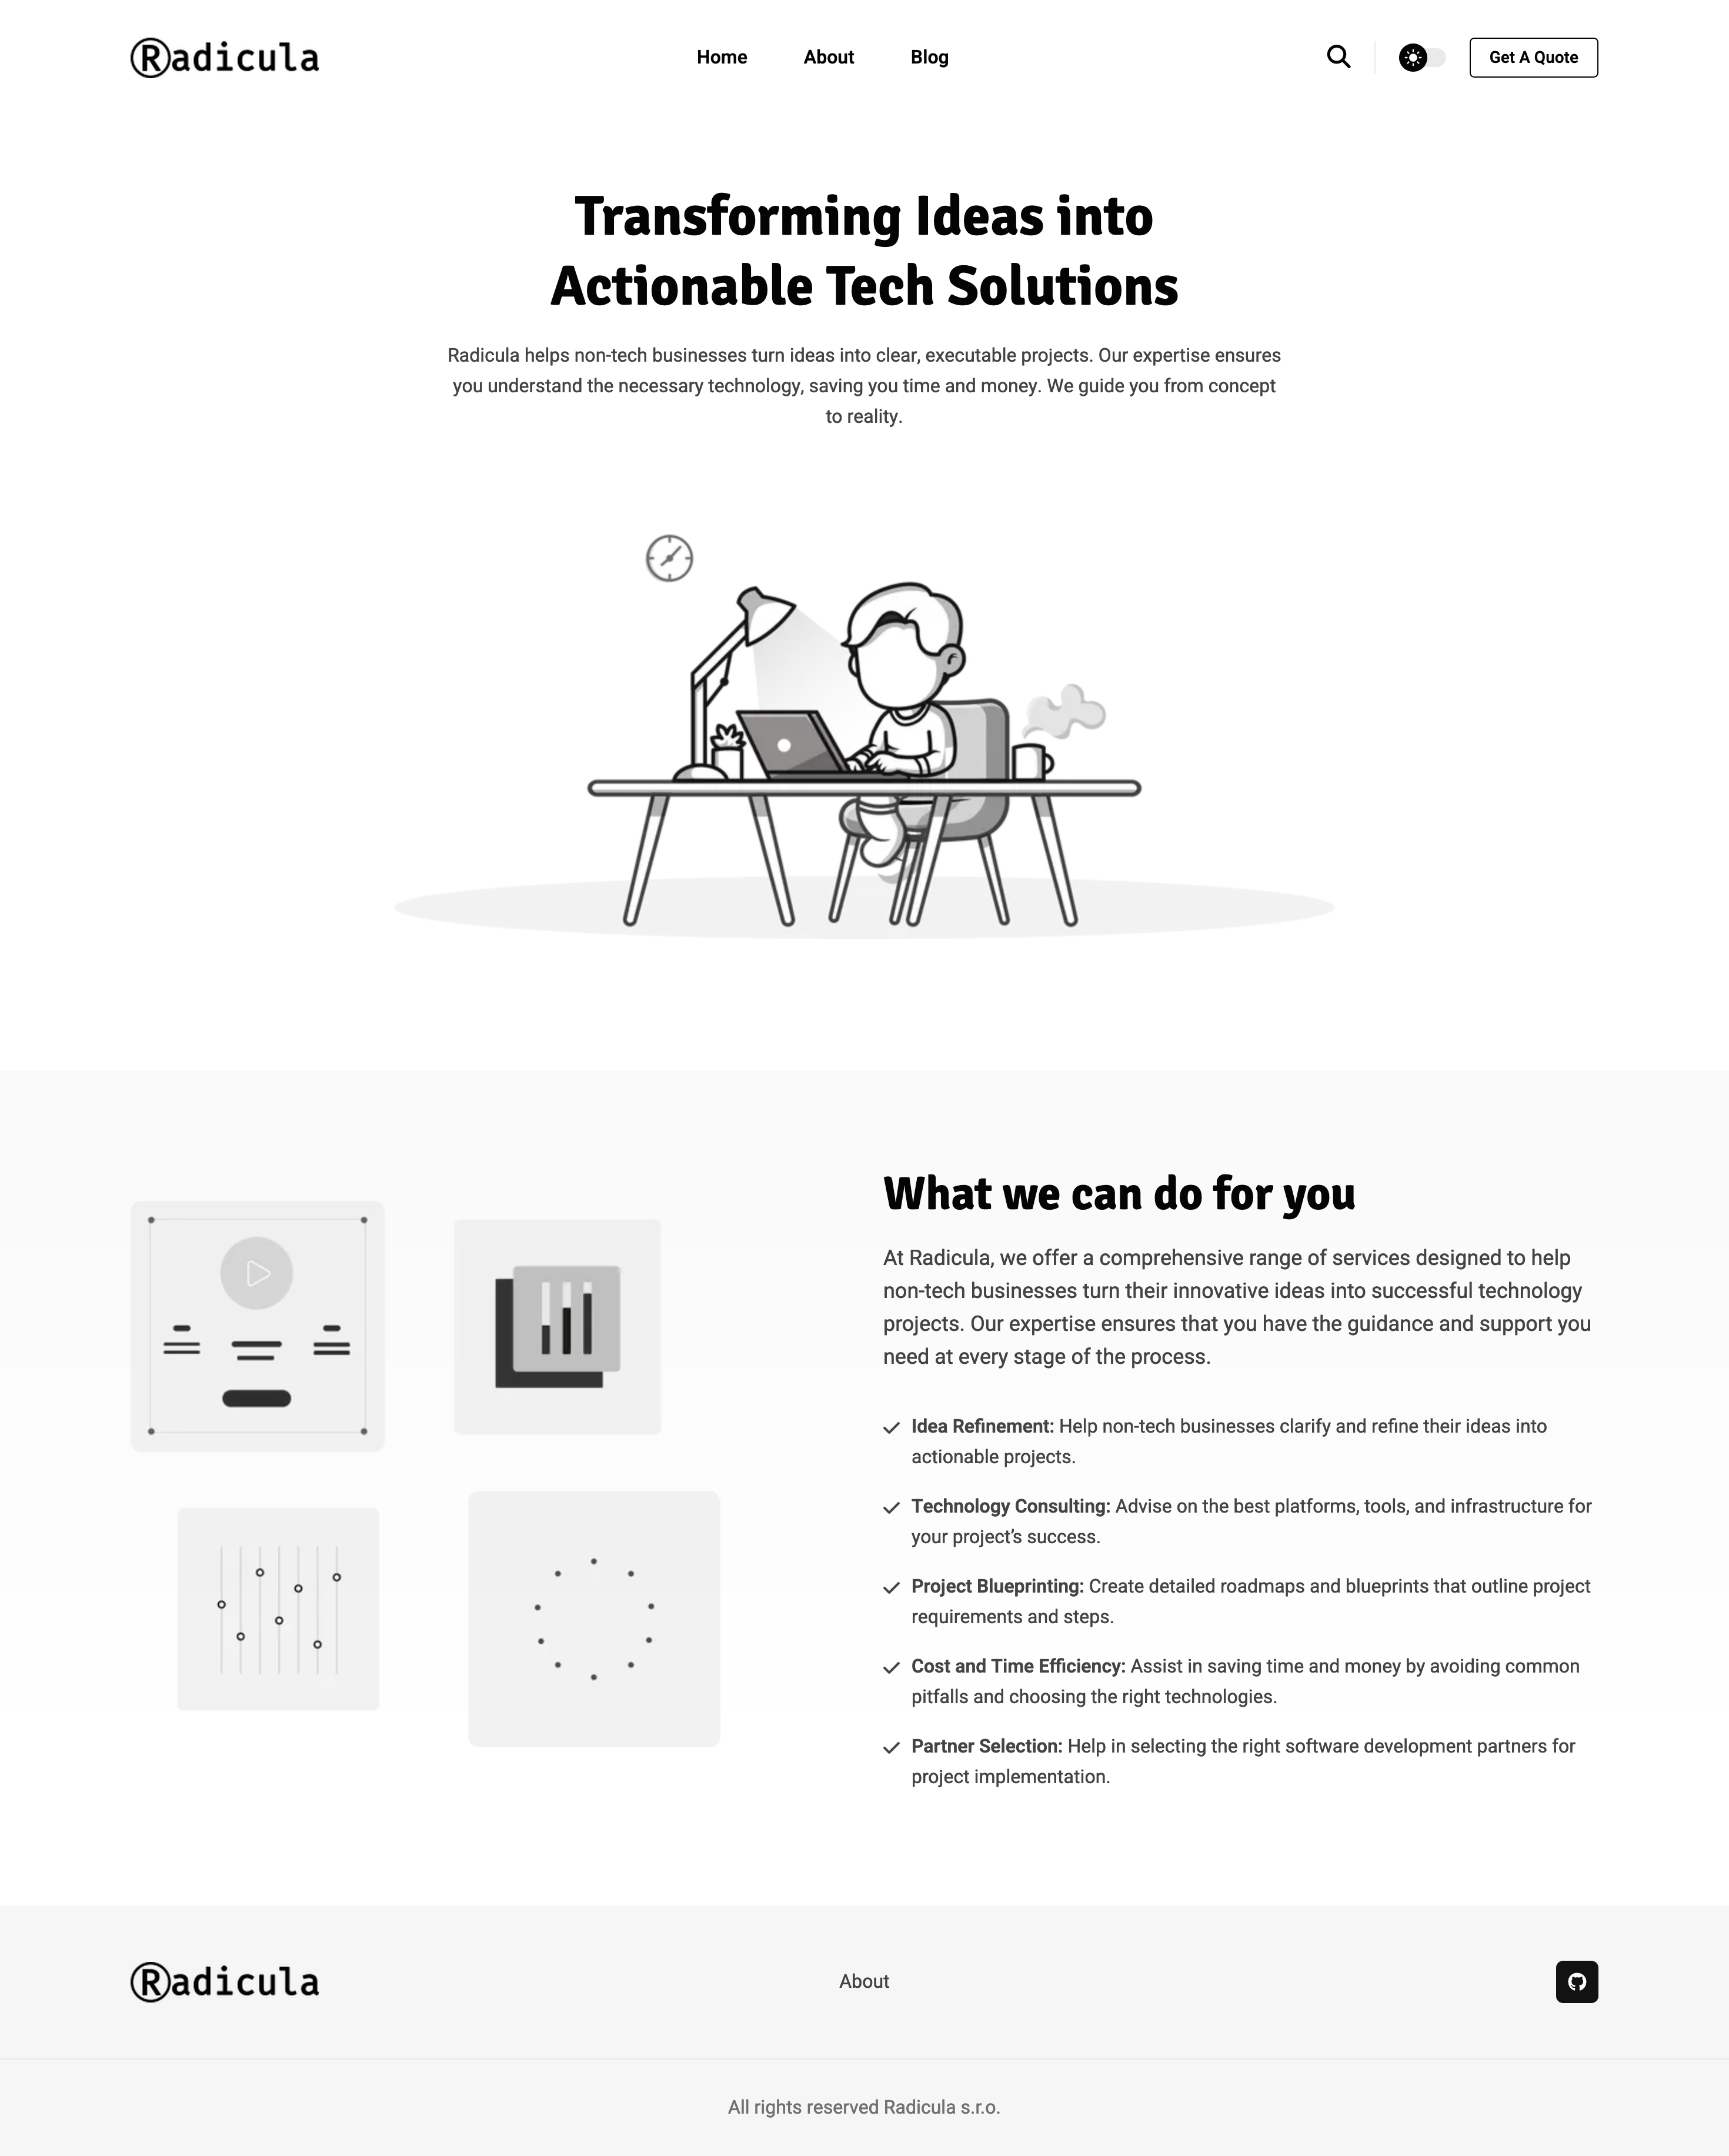 Radicula
Home About Blog
Get A Quote
Transforming Ideas into
Actionable Tech Solutions
Radicula helps non-tech businesses turn ideas into clear, executable projects. Our expertise ensures
you understand the necessary technology, saving you time and money. We guide you from concept
to reality.
What we can do for you
At Radicula, we offer a comprehensive range of services designed to help
non-tech businesses turn their innovative ideas into successful technology
projects. Our expertise ensures that you have the guidance and support you
need at every stage of the process.
Idea Refinement: Help non-tech businesses clarify and refine their ideas into
actionable projects.
Technology Consulting: Advise on the best platforms, tools, and infrastructure for
your project’s success.
Project Blueprinting: Create detailed roadmaps and blueprints that outline project
requirements and steps.
Cost and Time Efficiency: Assist in saving time and money by avoiding common
pitfalls and choosing the right technologies.
Partner Selection: Help in selecting the right software development partners for
project implementation.
Radicula
About
All rights reserved Radicula s.r.o.